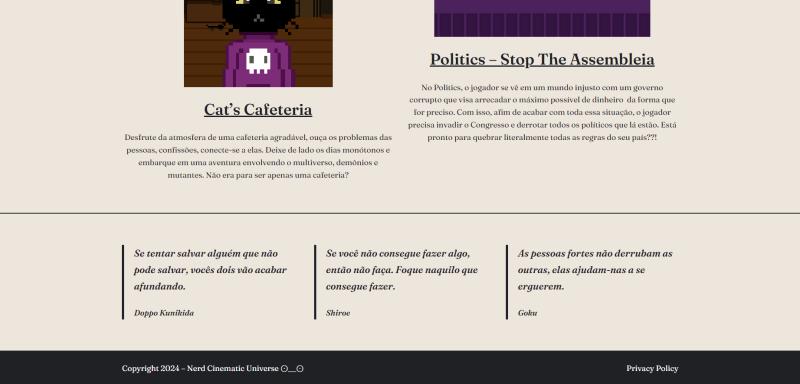 Cat's Cafeteria
Desfrute da atmosfera de uma cafeteria agradável, ouça os problemas das
pessoas, confissões, conecte-se a elas. Deixe de lado os dias monótonos e
embarque em uma aventura envolvendo o multiverso, demônios e
mutantes. Não era para ser apenas uma cafeteria?
Politics – Stop The Assembleia
No Politics, o jogador se vê em um mundo injusto com um governo
corrupto que visa arrecadar o máximo possível de dinheiro da forma que
for preciso. Com isso, afim de acabar com toda essa situação, o jogador
precisa invadir o Congresso e derrotar todos os políticos que lá estão. Está
pronto para quebrar literalmente todas as regras do seu país??!
Se tentar salvar alguém que não
pode salvar, vocês dois vão acabar
afundando.
Doppo Kunikida
Se você não consegue fazer algo,
então não faça. Foque naquilo que
consegue fazer.
Shiroe
As pessoas fortes não derrubam as
outras, elas ajudam-nas a se
erguerem.
Goku
Copyright 2024 – Nerd Cinematic Universe ʘ‿ʘ
Privacy Policy